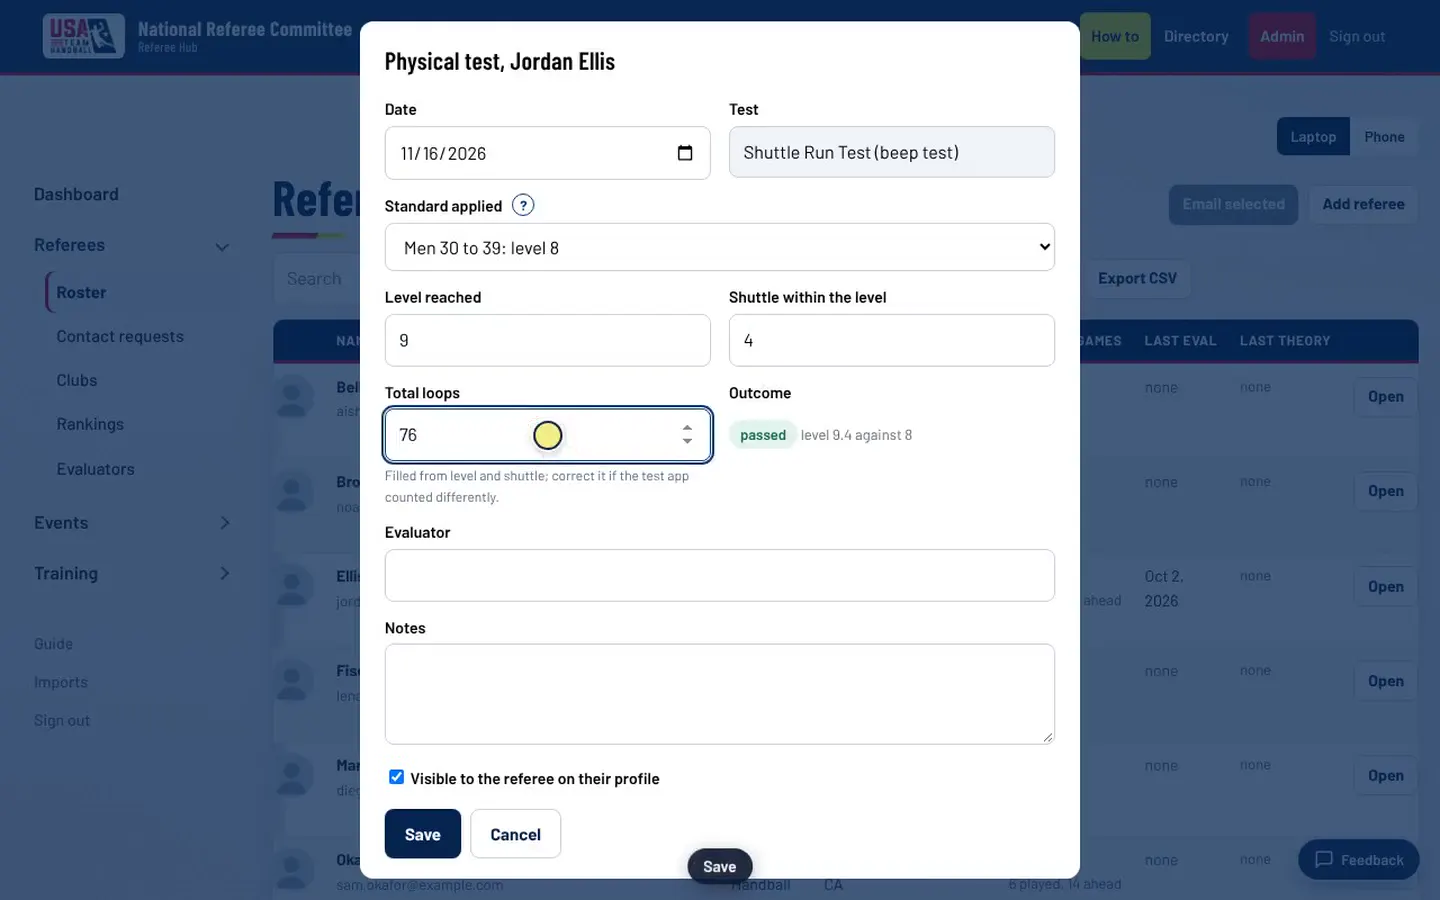 USA
TEAM
HANDBALL
National Referee Committee
Referee Hub
How to
Directory
Admin
Sign out
Laptop
Phone
Dashboard
Referees
Roster
Contact requests
Clubs
Rankings
Evaluators
Events
Training
Guide
Imports
Sign out
Refe
Email selected
Add referee
Search
Export CSV
NA
GAMES
LAST EVAL
LAST THEORY
Bel
aish
none
none
Open
Bro
noa
none
none
Open
Ellis
jord
ahead
Oct 2,
2026
none
Open
Fis
lena
none
none
Open
Mar
dieg
none
none
Open
Oka
sam.okafor@example.com
Handball
CA
6 played, 14 ahead
none
none
Feedback
Physical test, Jordan Ellis
Date
Test
11/16/2026
Shuttle Run Test (beep test)
Standard applied ?
Men 30 to 39: level 8
Level reached
Shuttle within the level
9
4
Total loops
Outcome
76
passed level 9.4 against 8
Filled from level and shuttle; correct it if the test app
counted differently.
Evaluator
Notes
Visible to the referee on their profile
Save
Cancel
Save